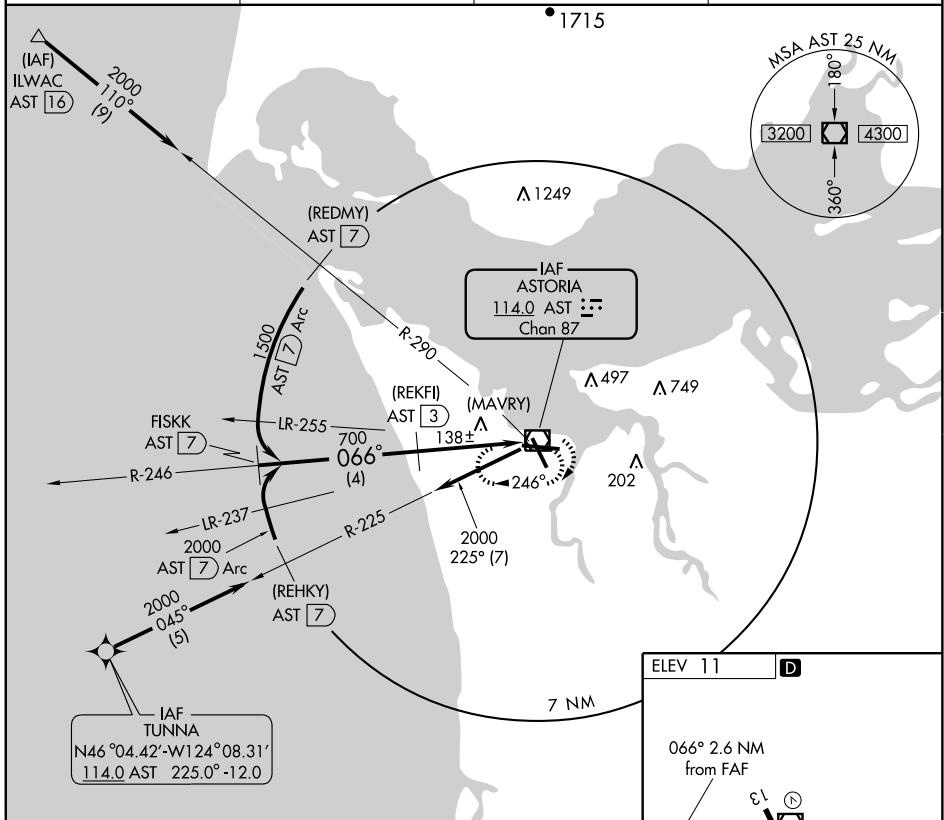 1715
(IAF)
ILWAC
AST 16
2000
110°
(9)
MSA AST 25 NM
180°
3200
4300
360°
1249
(REDMY)
AST 7
IAF
ASTORIA
114.0 AST
Chan 87
1500
AST 7 Arc
R-290
497
749
(REKFI)
AST 3
(MAVRY)
LR-255
FISKK
AST 7
700
066°
(4)
138±
R-246
246°
202
LR-237
R-225
2000
AST 7 Arc
2000
225° (7)
(REHKY)
AST 7
2000
045°
(5)
7 NM
IAF
TUNNA
N46°04.42'-W124°08.31'
114.0 AST 225.0°-12.0
ELEV 11
D
066° 2.6 NM
from FAF
13